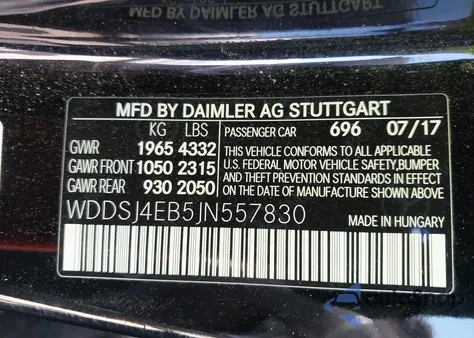 MFD BY DAIMLER AG STUTTGART
KG LBS
GVWR 1965 4332
GAWR FRONT 1050 2315
GAWR REAR 930 2050
PASSENGER CAR 696 07/17
THIS VEHICLE CONFORMS TO ALL APPLICABLE
U.S. FEDERAL MOTOR VEHICLE SAFETY,BUMPER
AND THEFT PREVENTION STANDARDS IN EFFECT
ON THE DATE OF MANUFACTURE SHOWN ABOVE
WDDSJ4EB5JN557830
MADE IN HUNGARY